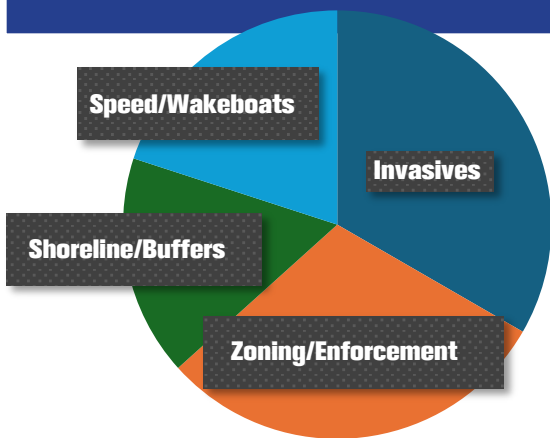 Speed/Wakeboats
Invasives
Shoreline/Buffers
Zoning/Enforcement